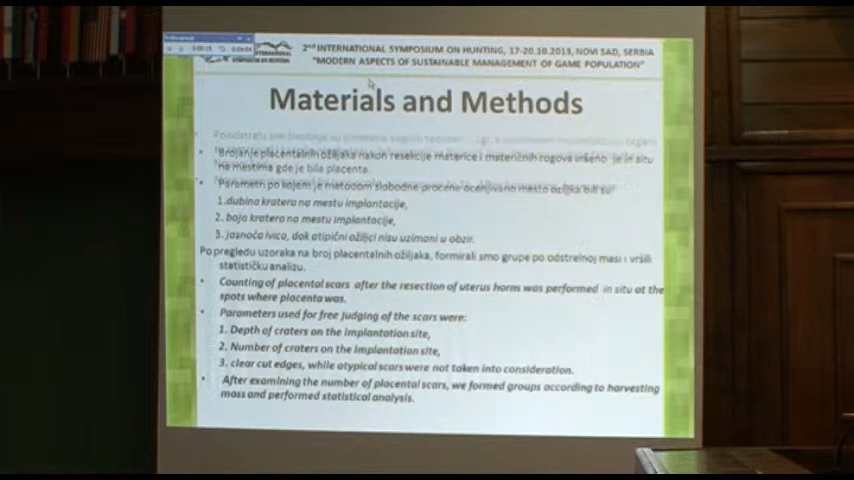 2nd INTERNATIONAL SYMPOSIUM ON HUNTING, 17-20.10.2013, NOVI SAD, SERBIA
"MODERN ASPECTS OF SUSTAINABLE MANAGEMENT OF GAME POPULATION"
Materials and Methods
• Brojanje placentalnih ožiljaka nakon resekcije materice i materičnih rogova vršeno je in situ
na mestima gde je bila placenta.
• Parametri po kojem je metodom slobodne procene ocenjivano mesto ožiljka bili su:
1.dubina kratera na mestu implantacije,
2. boja kratera na mestu implantacije,
3. jasnoća ivica, dok atipični ožiljci nisu uzimani u obzir.
Po pregledu uzoraka na broj placentalnih ožiljaka, formirali smo grupe po odstrelnoj masi i vršili
statističku analizu.
• Counting of placental scars after the resection of uterus horns was performed in situ at the
spots where placenta was.
• Parameters used for free judging of the scars were:
1. Depth of craters on the implantation site,
2. Number of craters on the implantation site,
3. clear cut edges, while atypical scars were not taken into consideration.
• After examining the number of placental scars, we formed groups according to harvesting
mass and performed statistical analysis.